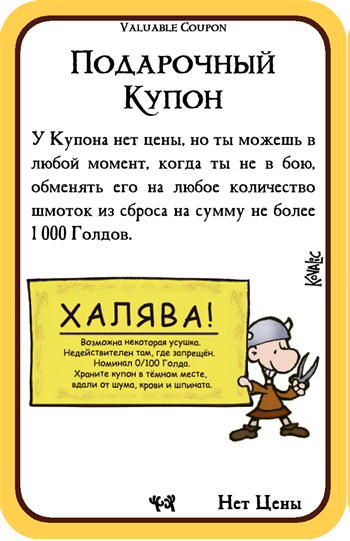 Valuable Coupon
Подарочный
Купон
У Купона нет цены, но ты можешь в
любой момент, когда ты не в бою,
обменять его на любое количество
шмоток из сброса на сумму не более
1 000 Голдов.
Kovalic
ХАЛЯВА!
Возможна некоторая усушка.
Недействителен там, где запрещён.
Номинал 0/100 Голда.
Храните купон в тёмном месте,
вдали от шума, крови и шпината.
Нет Цены